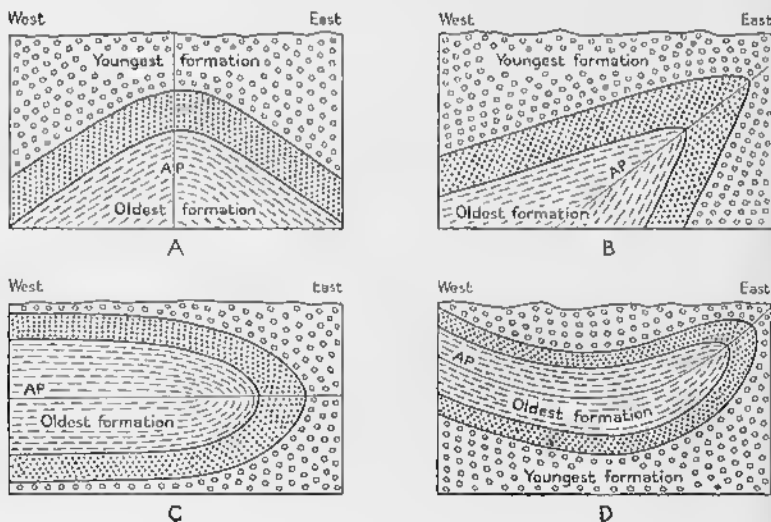 West East
Youngest formation
AP
Oldest formation
A
West East
Youngest formation
AP
Oldest formation
B
West East
AP
Oldest formation
C
West East
AP
Oldest formation
Youngest formation
D